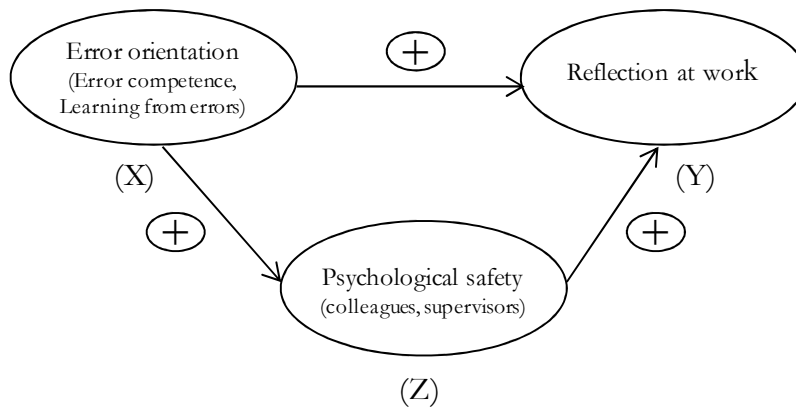 Error orientation
(Error competence,
Learning from errors)
(X)
+
Reflection at work
(Y)
+
+
Psychological safety
(colleagues, supervisors)
(Z)